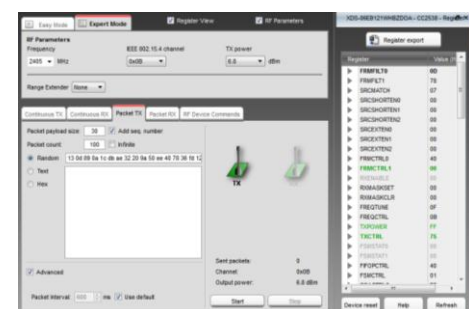 Easy Mode
Expert Mode
Register View
RF Parameters
RF Parameters
Frequency
IEEE 802.15.4 channel
TX power
2405 MHz
0x0B
6.8 dBm
Range Extender None
Continuous TX
Continuous RX
Packet TX
Packet RX
RF Device Commands
Packet payload size: 30 Add seq. number
Packet count: 100 Infinite
Random
Text
Hex
TX
Advanced
Packet Interval: ms Use default
Sent packets: 0
Channel: 0x0B
Output power: 6.8 dBm
Start
Stop
Register export
Register
Value
FRMFILT0 0D
FRMFILT1 78
SRCMATCH 07
SRCSHORTEN0 00
SRCSHORTEN1 00
SRCSHORTEN2 00
SRCEXTEN0 00
SRCEXTEN1 00
SRCEXTEN2 00
FRMCTRL0 40
FRMCTRL1 00
RXENABLE 00
RXMASKSET 00
RXMASKCLR 00
FREQTUNE 0F
FREQCTRL 0B
TXPOWER FF
TXCTRL 76
FSMSTAT0 00
FSMSTAT1 00
FIFOPCTRL 40
FSMCTRL 01
Device reset
Help
Refresh